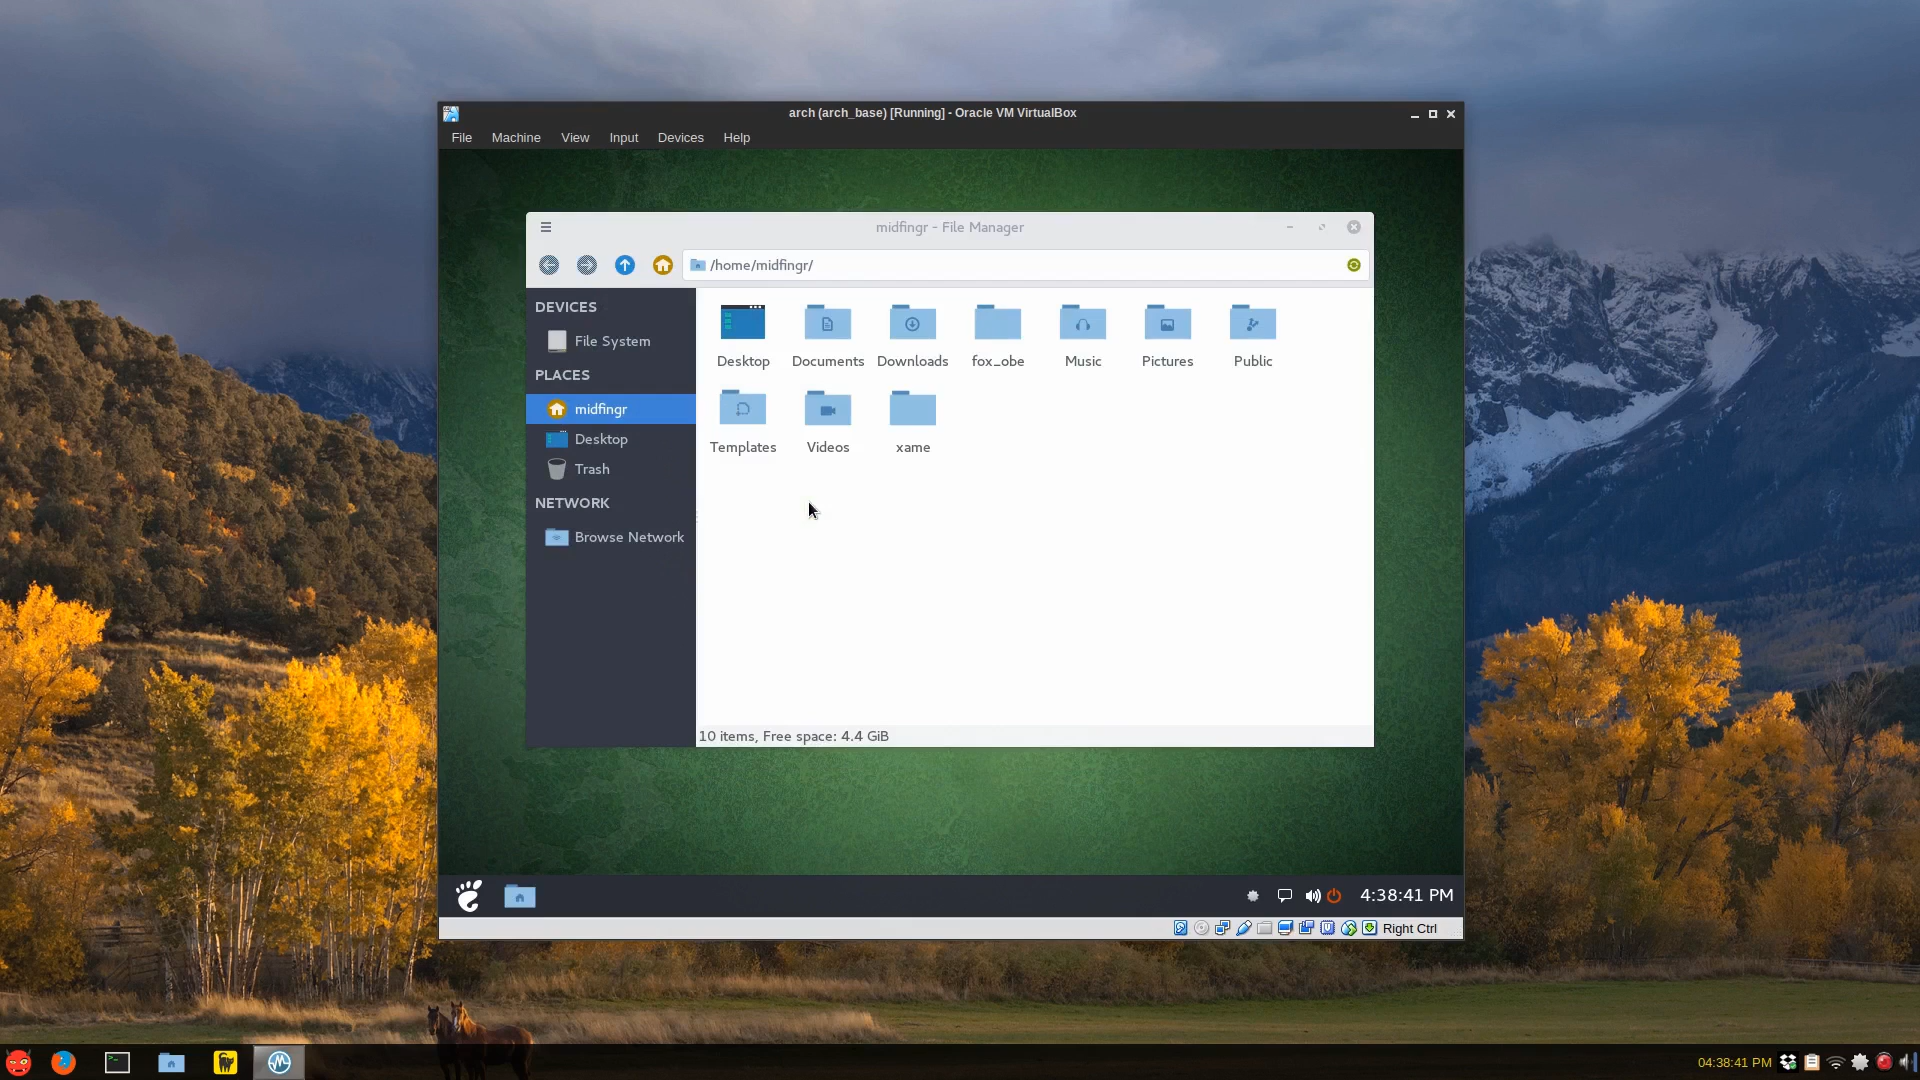 arch (arch_base) [Running] - Oracle VM VirtualBox
File Machine View Input Devices Help
midfingr - File Manager
/home/midfingr/
DEVICES
File System
PLACES
midfingr
Desktop
Trash
NETWORK
Browse Network
Desktop Documents Downloads fox_obe Music Pictures Public
Templates Videos xame
10 items, Free space: 4.4 GiB
4:38:41 PM
Right Ctrl
04:38:41 PM